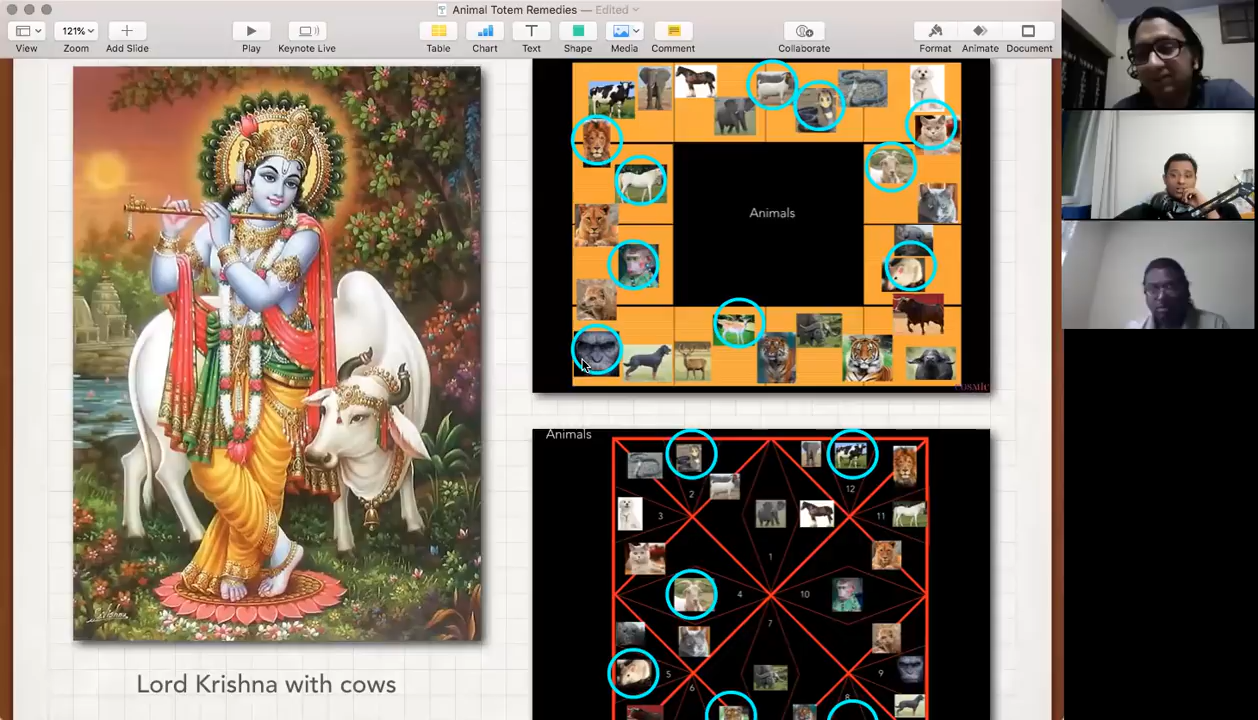 Animal Totem Remedies — Edited
121%
View
Zoom
Add Slide
Play
Keynote Live
Table
Chart
Text
Shape
Media
Comment
Collaborate
Format
Animate
Document
Animals
COSMIC
Animals
2
12
3
11
1
4
10
7
5
9
6
8
Lord Krishna with cows